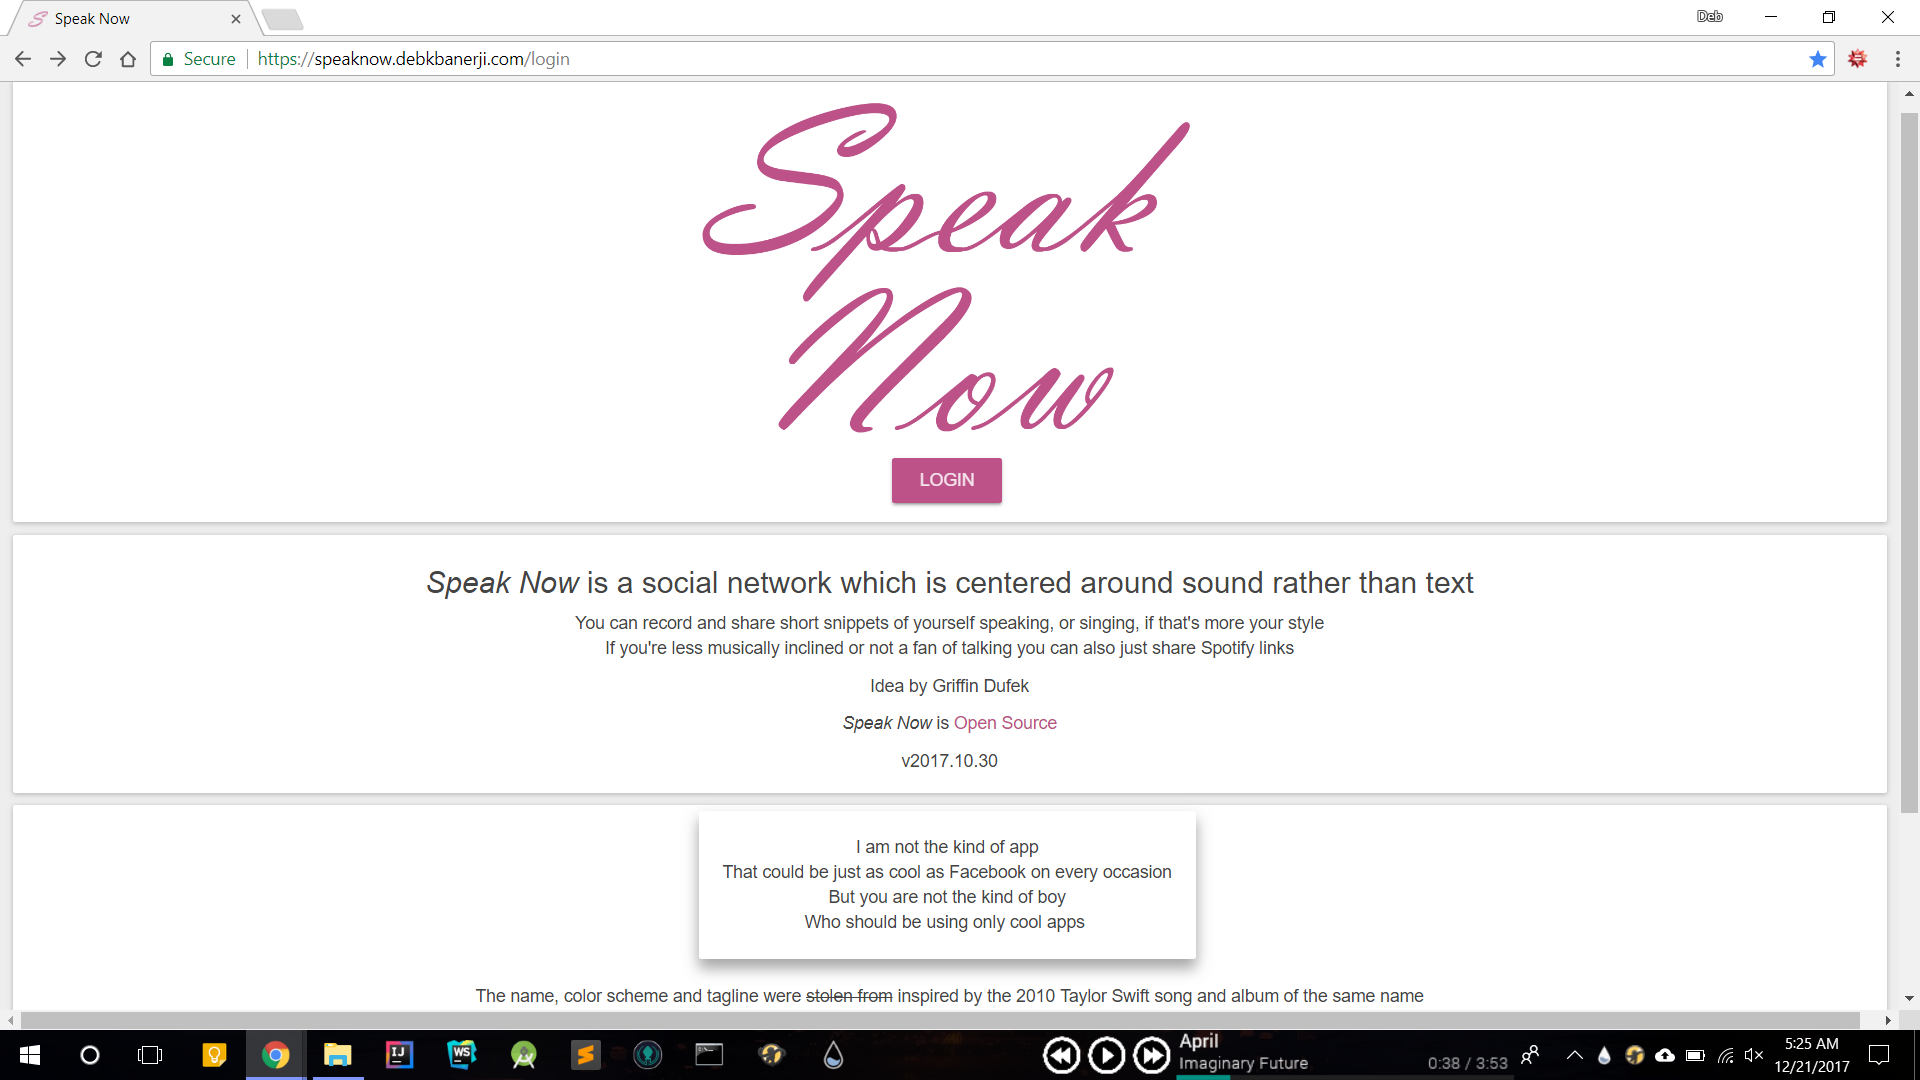 Speak Now
Deb
Secure
https://speaknow.debkbanerji.com/login
Speak
Now
LOGIN
Speak Now is a social network which is centered around sound rather than text
You can record and share short snippets of yourself speaking, or singing, if that's more your style
If you're less musically inclined or not a fan of talking you can also just share Spotify links
Idea by Griffin Dufek
Speak Now is Open Source
v2017.10.30
I am not the kind of app
That could be just as cool as Facebook on every occasion
But you are not the kind of boy
Who should be using only cool apps
The name, color scheme and tagline were stolen from inspired by the 2010 Taylor Swift song and album of the same name
IJ
WS
April
Imaginary Future
0:38 / 3:53
5:25 AM
12/21/2017